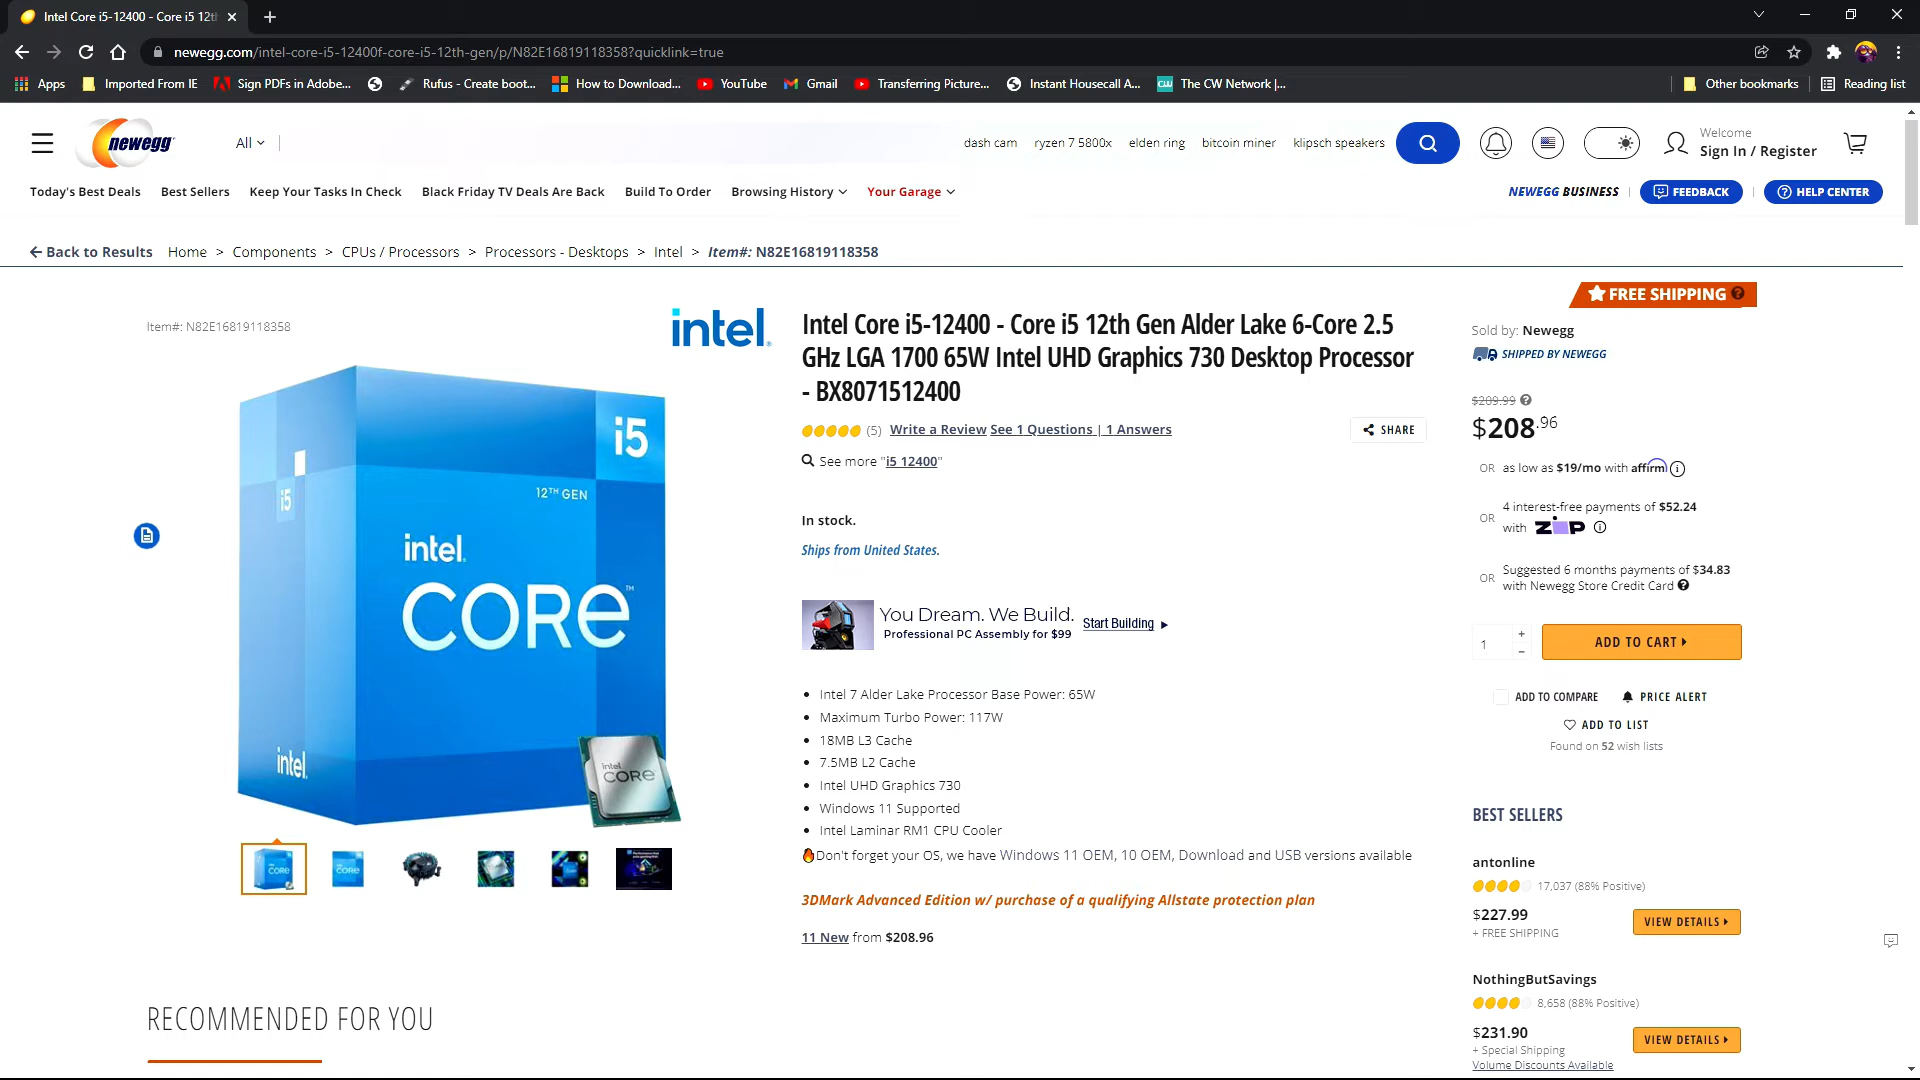 Intel Core i5-12400 - Core i5 12th
newegg.com/intel-core-i5-12400f-core-i5-12th-gen/p/N82E16819118358?quicklink=true
Apps Imported From IE Sign PDFs in Adobe... Rufus - Create boot... How to Download... YouTube Gmail Transferring Picture... Instant Housecall A... CW The CW Network |... Other bookmarks Reading list
newegg All dash cam ryzen 7 5800x elden ring bitcoin miner klipsch speakers
Welcome
Sign In / Register
Today's Best Deals Best Sellers Keep Your Tasks In Check Black Friday TV Deals Are Back Build To Order Browsing History Your Garage NEWEGG BUSINESS FEEDBACK HELP CENTER
Back to Results Home > Components > CPUs / Processors > Processors - Desktops > Intel > Item#: N82E16819118358
Item#: N82E16819118358
intel.
i5
12TH GEN
i5
intel.
CORE™
intel.
intel
CORE
Intel Core i5-12400 - Core i5 12th Gen Alder Lake 6-Core 2.5
GHz LGA 1700 65W Intel UHD Graphics 730 Desktop Processor
- BX8071512400
(5) Write a Review See 1 Questions | 1 Answers SHARE
See more "i5 12400"
In stock.
Ships from United States.
You Dream. We Build.
Professional PC Assembly for $99
Start Building
• Intel 7 Alder Lake Processor Base Power: 65W
• Maximum Turbo Power: 117W
• 18MB L3 Cache
• 7.5MB L2 Cache
• Intel UHD Graphics 730
• Windows 11 Supported
• Intel Laminar RM1 CPU Cooler
Don't forget your OS, we have Windows 11 OEM, 10 OEM, Download and USB versions available
3DMark Advanced Edition w/ purchase of a qualifying Allstate protection plan
11 New from $208.96
FREE SHIPPING
Sold by: Newegg
SHIPPED BY NEWEGG
$209.99
$208.96
OR as low as $19/mo with affirm
OR 4 interest-free payments of $52.24
with ZIP
OR Suggested 6 months payments of $34.83
with Newegg Store Credit Card
1 + - ADD TO CART
ADD TO COMPARE PRICE ALERT
ADD TO LIST
Found on 52 wish lists
BEST SELLERS
antonline
17,037 (88% Positive)
$227.99
+ FREE SHIPPING
VIEW DETAILS
NothingButSavings
8,658 (88% Positive)
$231.90
+ Special Shipping
Volume Discounts Available
VIEW DETAILS
RECOMMENDED FOR YOU